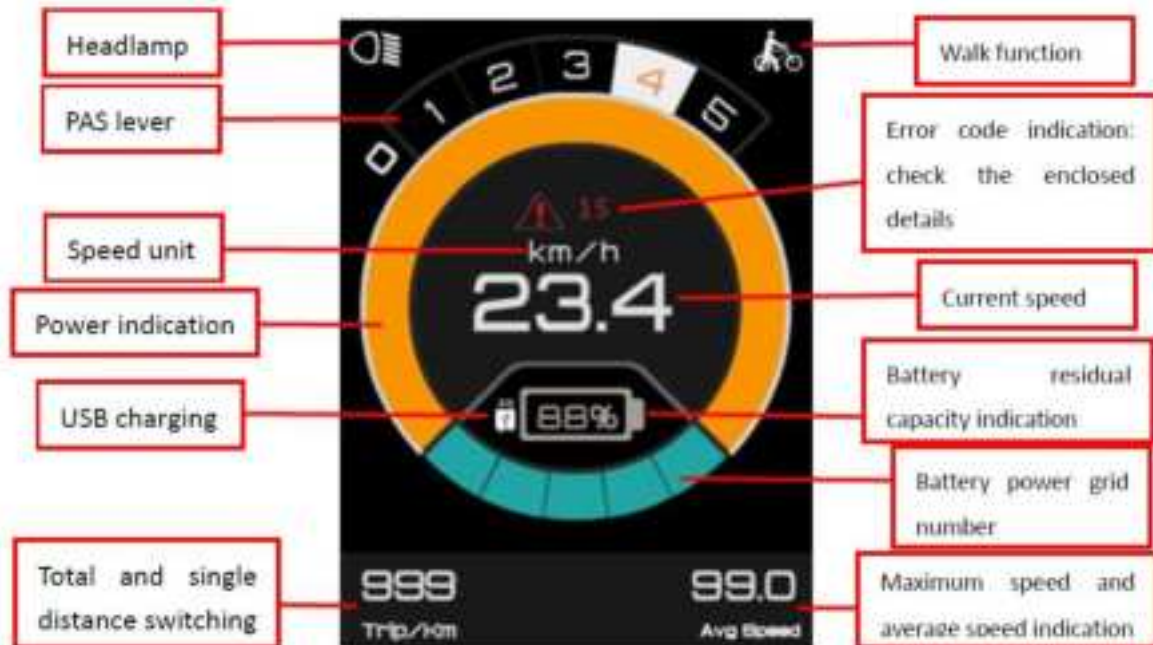 Headlamp
Walk function
PAS lever
0 1 2 3 4 5
Error code indication:
check the enclosed
details
15
Speed unit
km/h
23.4
Current speed
Power indication
Battery residual
capacity indication
USB charging
88%
Battery power grid
number
Total and single
distance switching
999
Trip/Km
99.0
Avg Speed
Maximum speed and
average speed indication